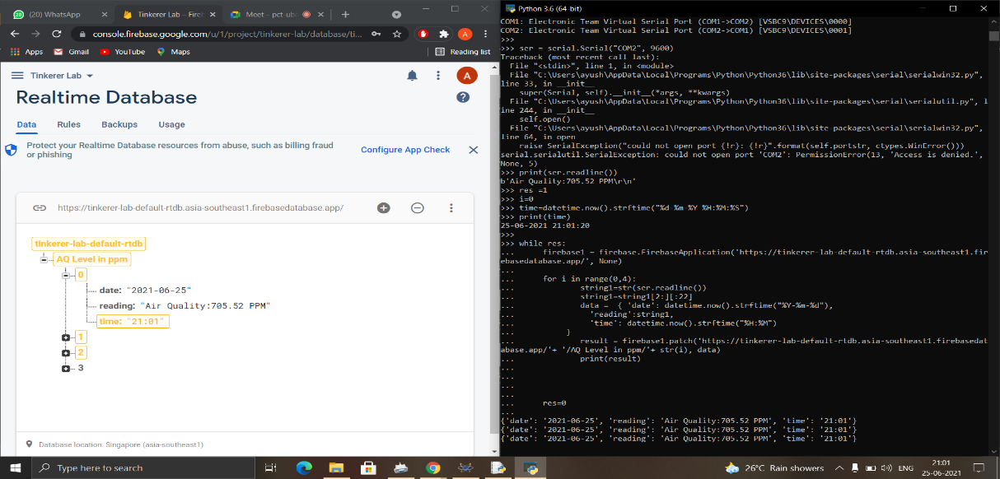 (20) WhatsApp
Tinkerer Lab – Fire
Meet – pct-ub
console.firebase.google.com/u/1/project/tinkerer-lab/database/ti...
Apps
Gmail
YouTube
Maps
Reading list
Tinkerer Lab
A
Realtime Database
Data
Rules
Backups
Usage
Protect your Realtime Database resources from abuse, such as billing fraud
or phishing
Configure App Check
https://tinkerer-lab-default-rtdb.asia-southeast1.firebasedatabase.app/
tinkerer-lab-default-rtdb
AQ Level in ppm
0
date: "2021-06-25"
reading: "Air Quality:705.52 PPM"
time: "21:01"
1
2
3
Database location: Singapore (asia-southeast1)
Python 3.6 (64-bit)
COM1: Electronic Team Virtual Serial Port (COM1->COM2) [VSBC9\DEVICES\0000]
COM2: Electronic Team Virtual Serial Port (COM2->COM1) [VSBC9\DEVICES\0001]
>>>
>>> ser = serial.Serial("COM2", 9600)
Traceback (most recent call last):
  File "<stdin>", line 1, in <module>
  File "C:\Users\ayush\AppData\Local\Programs\Python\Python36\lib\site-packages\serial\serialwin32.py",
line 33, in __init__
    super(Serial, self).__init__(*args, **kwargs)
  File "C:\Users\ayush\AppData\Local\Programs\Python\Python36\lib\site-packages\serial\serialutil.py", l
ine 244, in __init__
    self.open()
  File "C:\Users\ayush\AppData\Local\Programs\Python\Python36\lib\site-packages\serial\serialwin32.py",
line 64, in open
    raise SerialException("could not open port {!r}: {!r}".format(self.portstr, ctypes.WinError()))
serial.serialutil.SerialException: could not open port 'COM2': PermissionError(13, 'Access is denied.',
None, 5)
>>> print(ser.readline())
b'Air Quality:705.52 PPM\r\n'
>>> res =1
>>> i=0
>>> time=datetime.now().strftime("%d-%m-%Y %H:%M:%S")
>>> print(time)
25-06-2021 21:01:20
>>>
>>> while res:
...     firebase1 = firebase.FirebaseApplication('https://tinkerer-lab-default-rtdb.asia-southeast1.fir
ebasedatabase.app/', None)
...
...     for i in range(0,4):
...             string1=str(ser.readline())
...             string1=string1[2:][:22]
...             data =  { 'date': datetime.now().strftime("%Y-%m-%d"),
...               'reading':string1,
...               'time': datetime.now().strftime("%H:%M")
...             }
...             result = firebase1.patch('https://tinkerer-lab-default-rtdb.asia-southeast1.firebasedat
abase.app/'+ '/AQ Level in ppm/'+ str(i), data)
...             print(result)
...
...
...
...
...     res=0
...
{'date': '2021-06-25', 'reading': 'Air Quality:705.52 PPM', 'time': '21:01'}
{'date': '2021-06-25', 'reading': 'Air Quality:705.52 PPM', 'time': '21:01'}
{'date': '2021-06-25', 'reading': 'Air Quality:705.52 PPM', 'time': '21:01'}
Type here to search
26°C Rain showers
ENG
21:01
25-06-2021